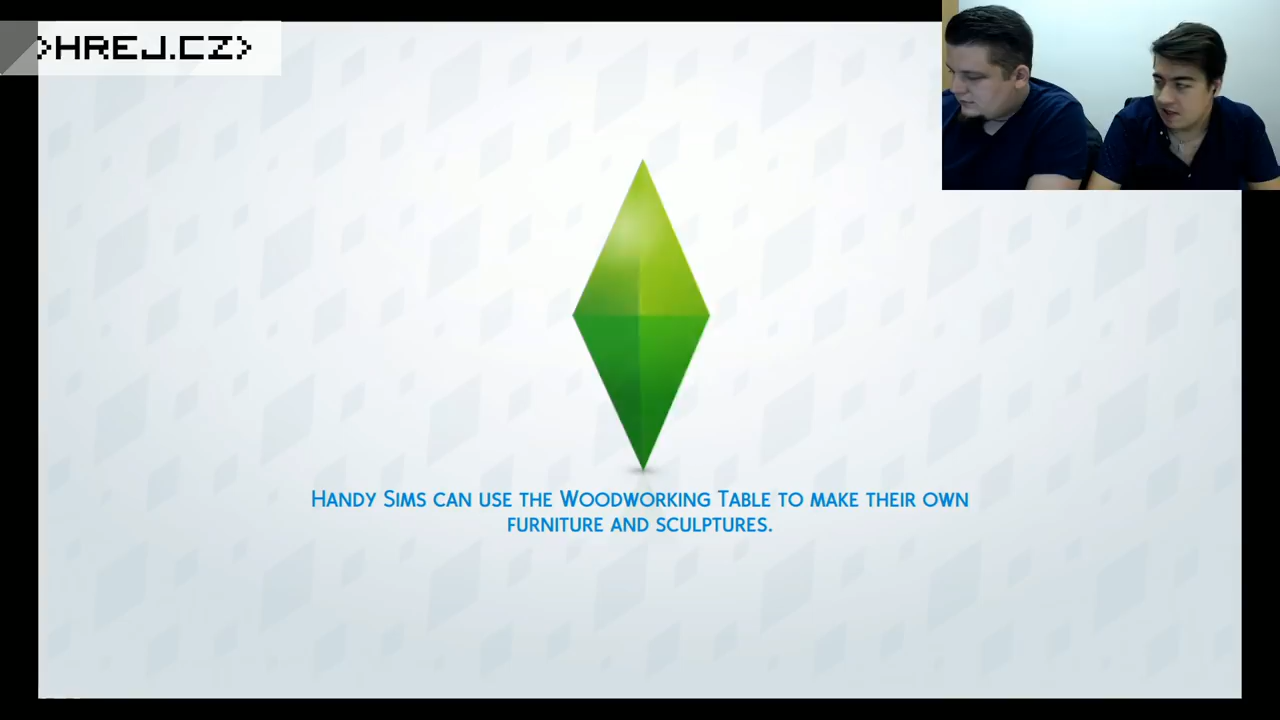 >HREJ.CZ>
Handy Sims can use the Woodworking Table to make their own
furniture and sculptures.